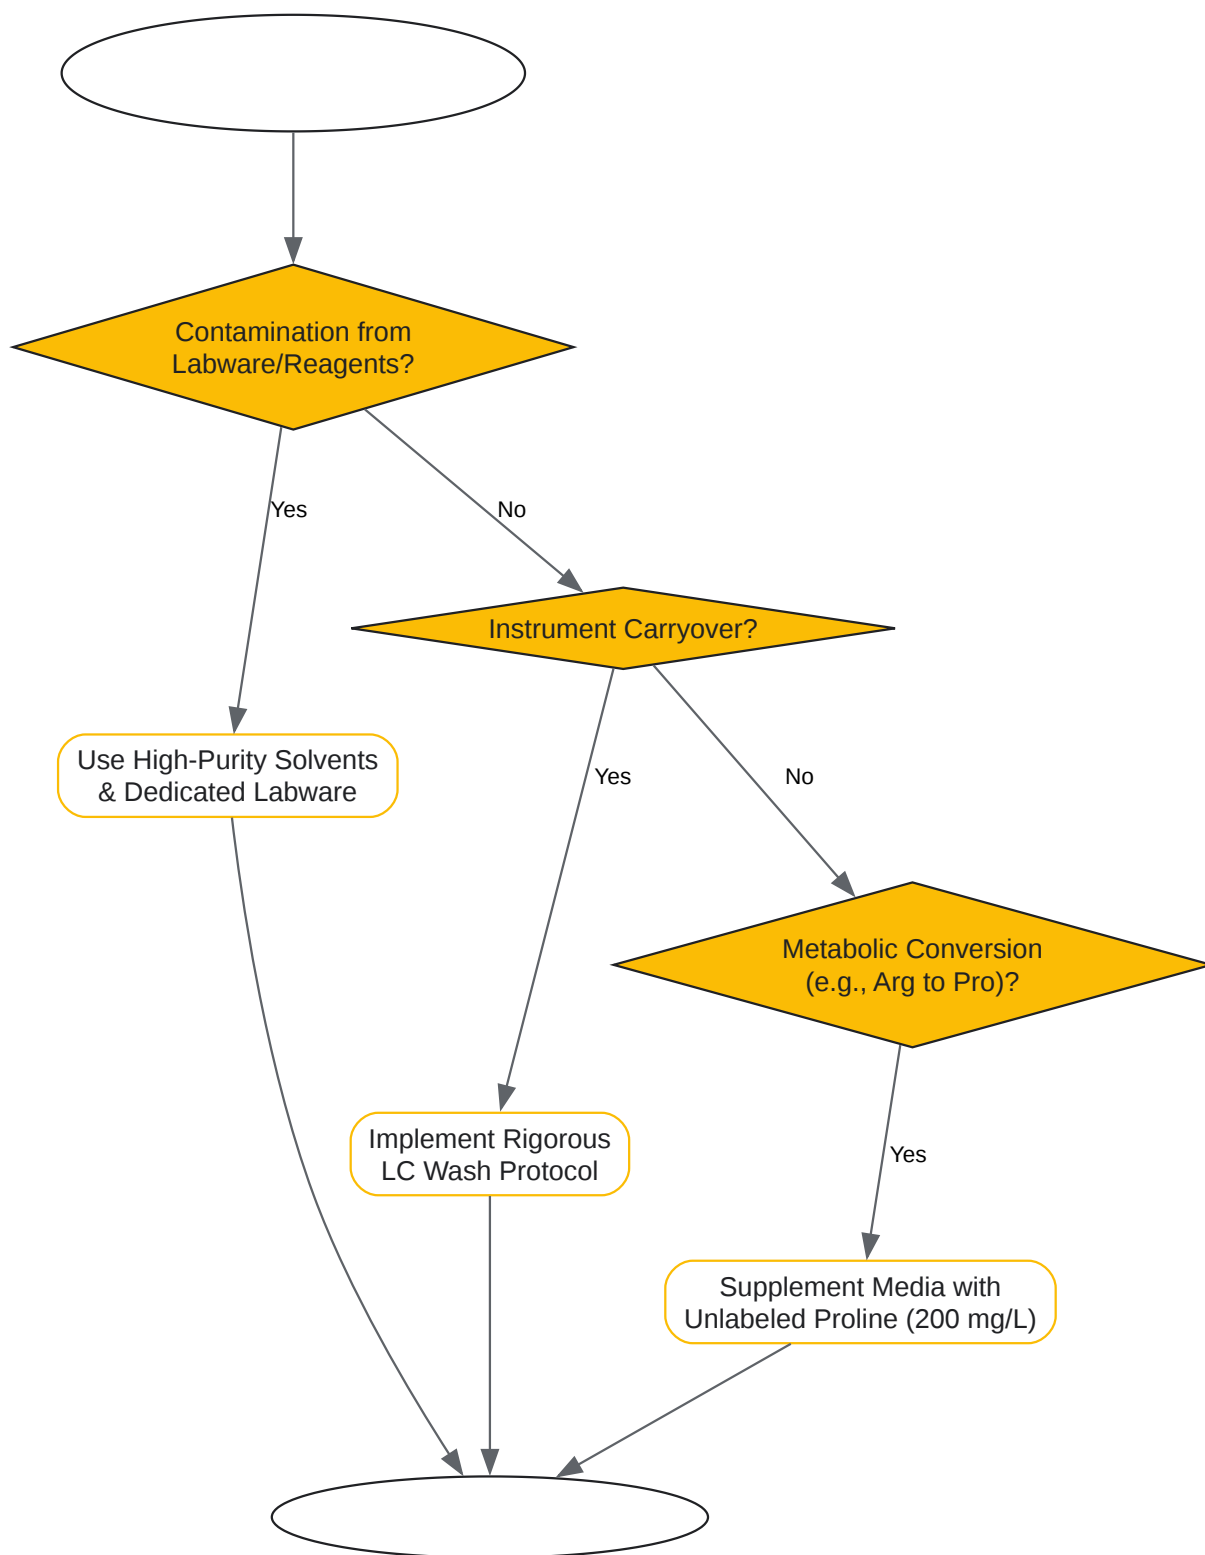 Contamination from
Labware/Reagents?
Yes
No
Instrument Carryover?
Use High-Purity Solvents
& Dedicated Labware
Yes
No
Metabolic Conversion
(e.g., Arg to Pro)?
Implement Rigorous
LC Wash Protocol
Yes
Supplement Media with
Unlabeled Proline (200 mg/L)